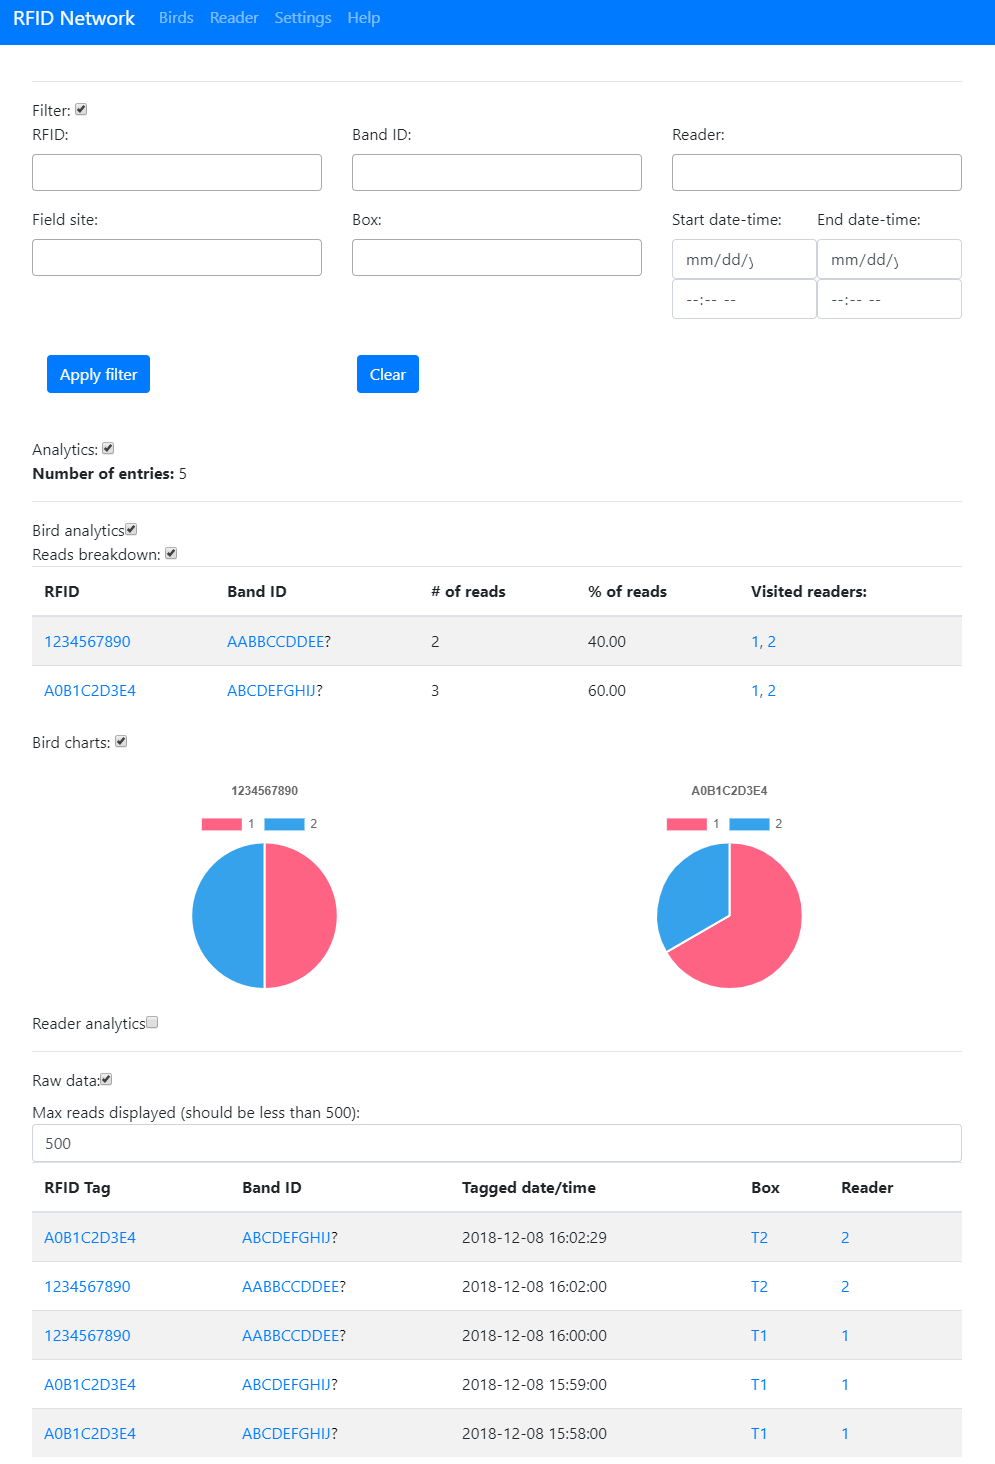 RFID Network Birds Reader Settings Help
Filter:
RFID: Band ID: Reader:
Field site: Box: Start date-time: End date-time:
mm/dd/y mm/dd/y
--:-- -- --:-- --
Apply filter Clear
Analytics:
Number of entries: 5
Bird analytics
Reads breakdown:
RFID Band ID # of reads % of reads Visited readers:
1234567890 AABBCCDDEE? 2 40.00 1, 2
A0B1C2D3E4 ABCDEFGHIJ? 3 60.00 1, 2
Bird charts:
1234567890 A0B1C2D3E4
1 2 1 2
Reader analytics
Raw data:
Max reads displayed (should be less than 500):
500
RFID Tag Band ID Tagged date/time Box Reader
A0B1C2D3E4 ABCDEFGHIJ? 2018-12-08 16:02:29 T2 2
1234567890 AABBCCDDEE? 2018-12-08 16:02:00 T2 2
1234567890 AABBCCDDEE? 2018-12-08 16:00:00 T1 1
A0B1C2D3E4 ABCDEFGHIJ? 2018-12-08 15:59:00 T1 1
A0B1C2D3E4 ABCDEFGHIJ? 2018-12-08 15:58:00 T1 1